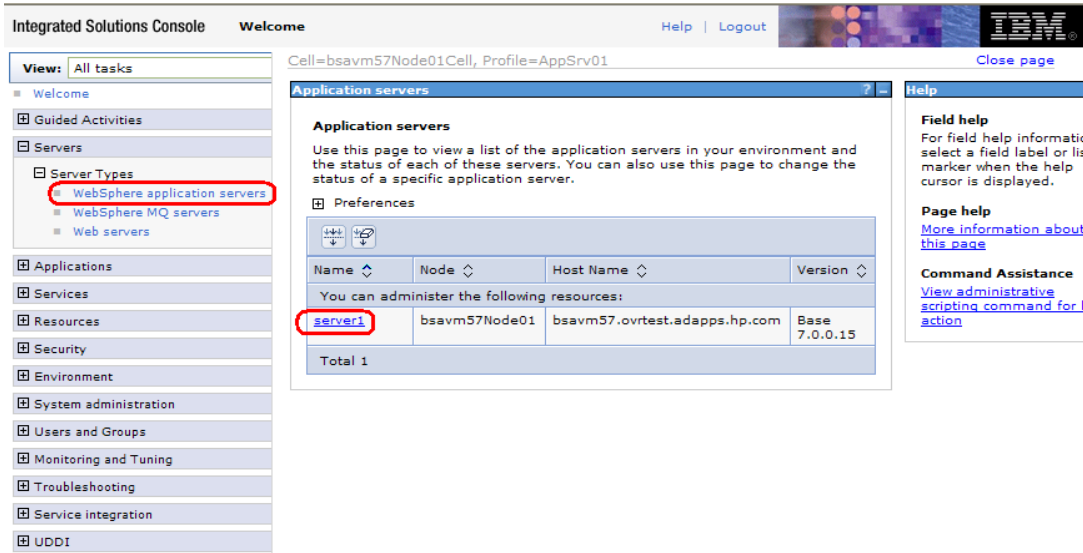 Integrated Solutions Console Welcome Help | Logout IBM®
View: All tasks
Welcome
Guided Activities
Servers
Server Types
WebSphere application servers
WebSphere MQ servers
Web servers
Applications
Services
Resources
Security
Environment
System administration
Users and Groups
Monitoring and Tuning
Troubleshooting
Service integration
UDDI
Cell=bsavm57Node01Cell, Profile=AppSrv01 Close page
Application servers ? -
Application servers
Use this page to view a list of the application servers in your environment and
the status of each of these servers. You can also use this page to change the
status of a specific application server.
Preferences
Name Node Host Name Version
You can administer the following resources:
server1 bsavm57Node01 bsavm57.ovrtest.adapps.hp.com Base
7.0.0.15
Total 1
Help
Field help
For field help
select a field label or
marker when the help
cursor is displayed.
Page help
More information about
this page
Command Assistance
View administrative
scripting command for
action